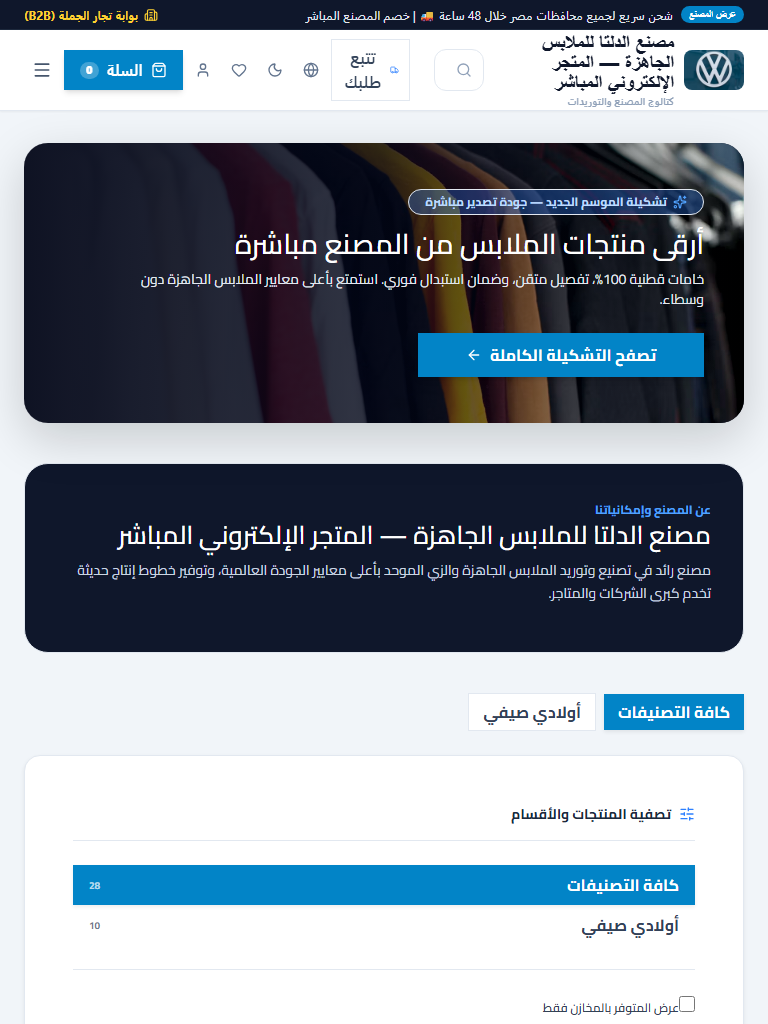 عرض المصنع
شحن سريع لجميع محافظات مصر خلال 48 ساعة 🚚 | خصم المصنع المباشر
بوابة تجار الجملة (B2B)
مصنع الدلتا للملابس
الجاهزة — المتجر
الإلكتروني المباشر
كتالوج المصنع والتوريدات
تتبع
طلبك
السلة 0
تشكيلة الموسم الجديد — جودة تصدير مباشرة
أرقى منتجات الملابس من المصنع مباشرة
خامات قطنية 100%، تفصيل متقن، وضمان استبدال فوري. استمتع بأعلى معايير الملابس الجاهزة دون
وسطاء.
تصفح التشكيلة الكاملة
عن المصنع وإمكانياتنا
مصنع الدلتا للملابس الجاهزة — المتجر الإلكتروني المباشر
مصنع رائد في تصنيع وتوريد الملابس الجاهزة والزي الموحد بأعلى معايير الجودة العالمية، وتوفير خطوط إنتاج حديثة
تخدم كبرى الشركات والمتاجر.
كافة التصنيفات
أولادي صيفي
تصفية المنتجات والأقسام
كافة التصنيفات 28
أولادي صيفي 10
عرض المتوفر بالمخازن فقط